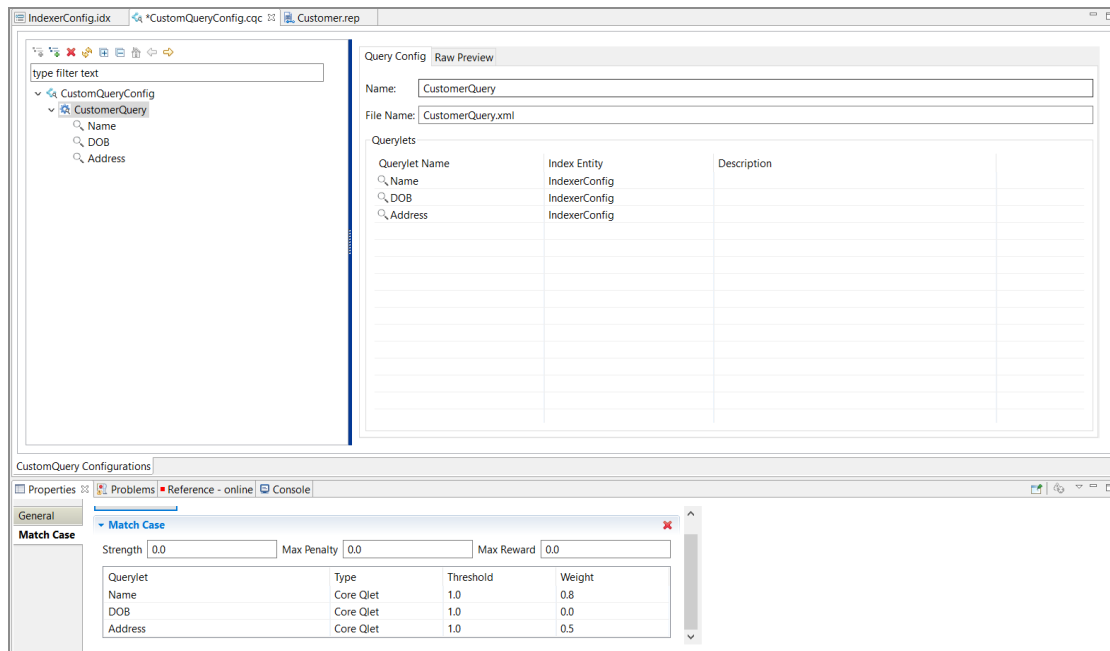 IndexerConfig.idx *CustomQueryConfig.cqc Customer.rep
type filter text
CustomQueryConfig
CustomerQuery
Name
DOB
Address
Query Config Raw Preview
Name: CustomerQuery
File Name: CustomerQuery.xml
Querylets
Querylet Name Index Entity Description
Name IndexerConfig
DOB IndexerConfig
Address IndexerConfig
CustomQuery Configurations
Properties Problems Reference - online Console
General
Match Case
Match Case
Strength 0.0 Max Penalty 0.0 Max Reward 0.0
Querylet Type Threshold Weight
Name Core Qlet 1.0 0.8
DOB Core Qlet 1.0 0.0
Address Core Qlet 1.0 0.5